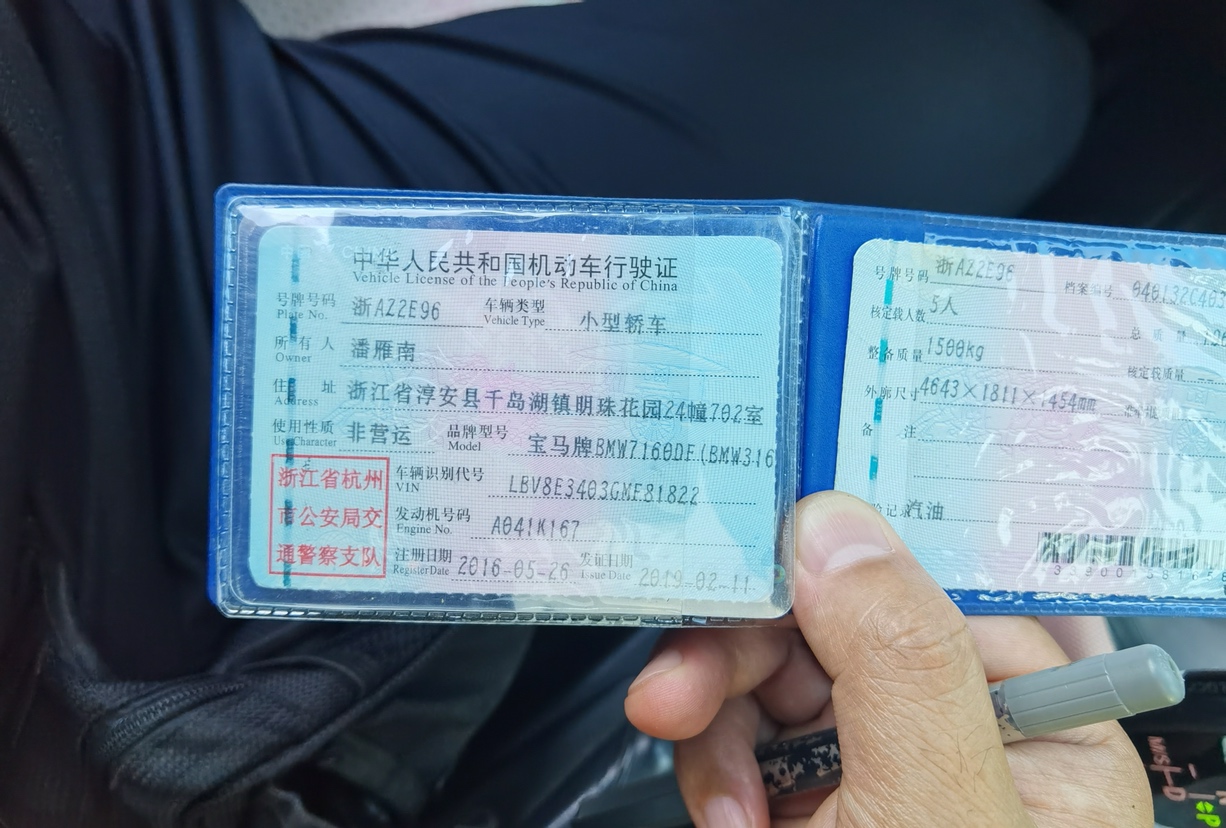 中华人民共和国机动车行驶证
Vehicle License of the People's Republic of China
号牌号码 浙AZ2E96 车辆类型 小型轿车
Plate No. Vehicle Type
所有人 潘雁南
Owner
住址 浙江省淳安县千岛湖镇明珠花园24幢702室
Address
使用性质 非营运 品牌型号 宝马牌BMW7160DF(BMW316
Use Character Model
浙江省杭州
市公安局交
通警察支队
车辆识别代号 LBV8E3403GMF81822
VIN
发动机号码 A041K167
Engine No.
注册日期 2016-05-26 发证日期 2019-02-11
Register Date Issue Date
号牌号码 浙AZ2E96 档案编号
核定载人数 5人 总质量
整备质量 1500kg 核定载质量 --
外廓尺寸 4643×1811×1454mm
备注
汽油